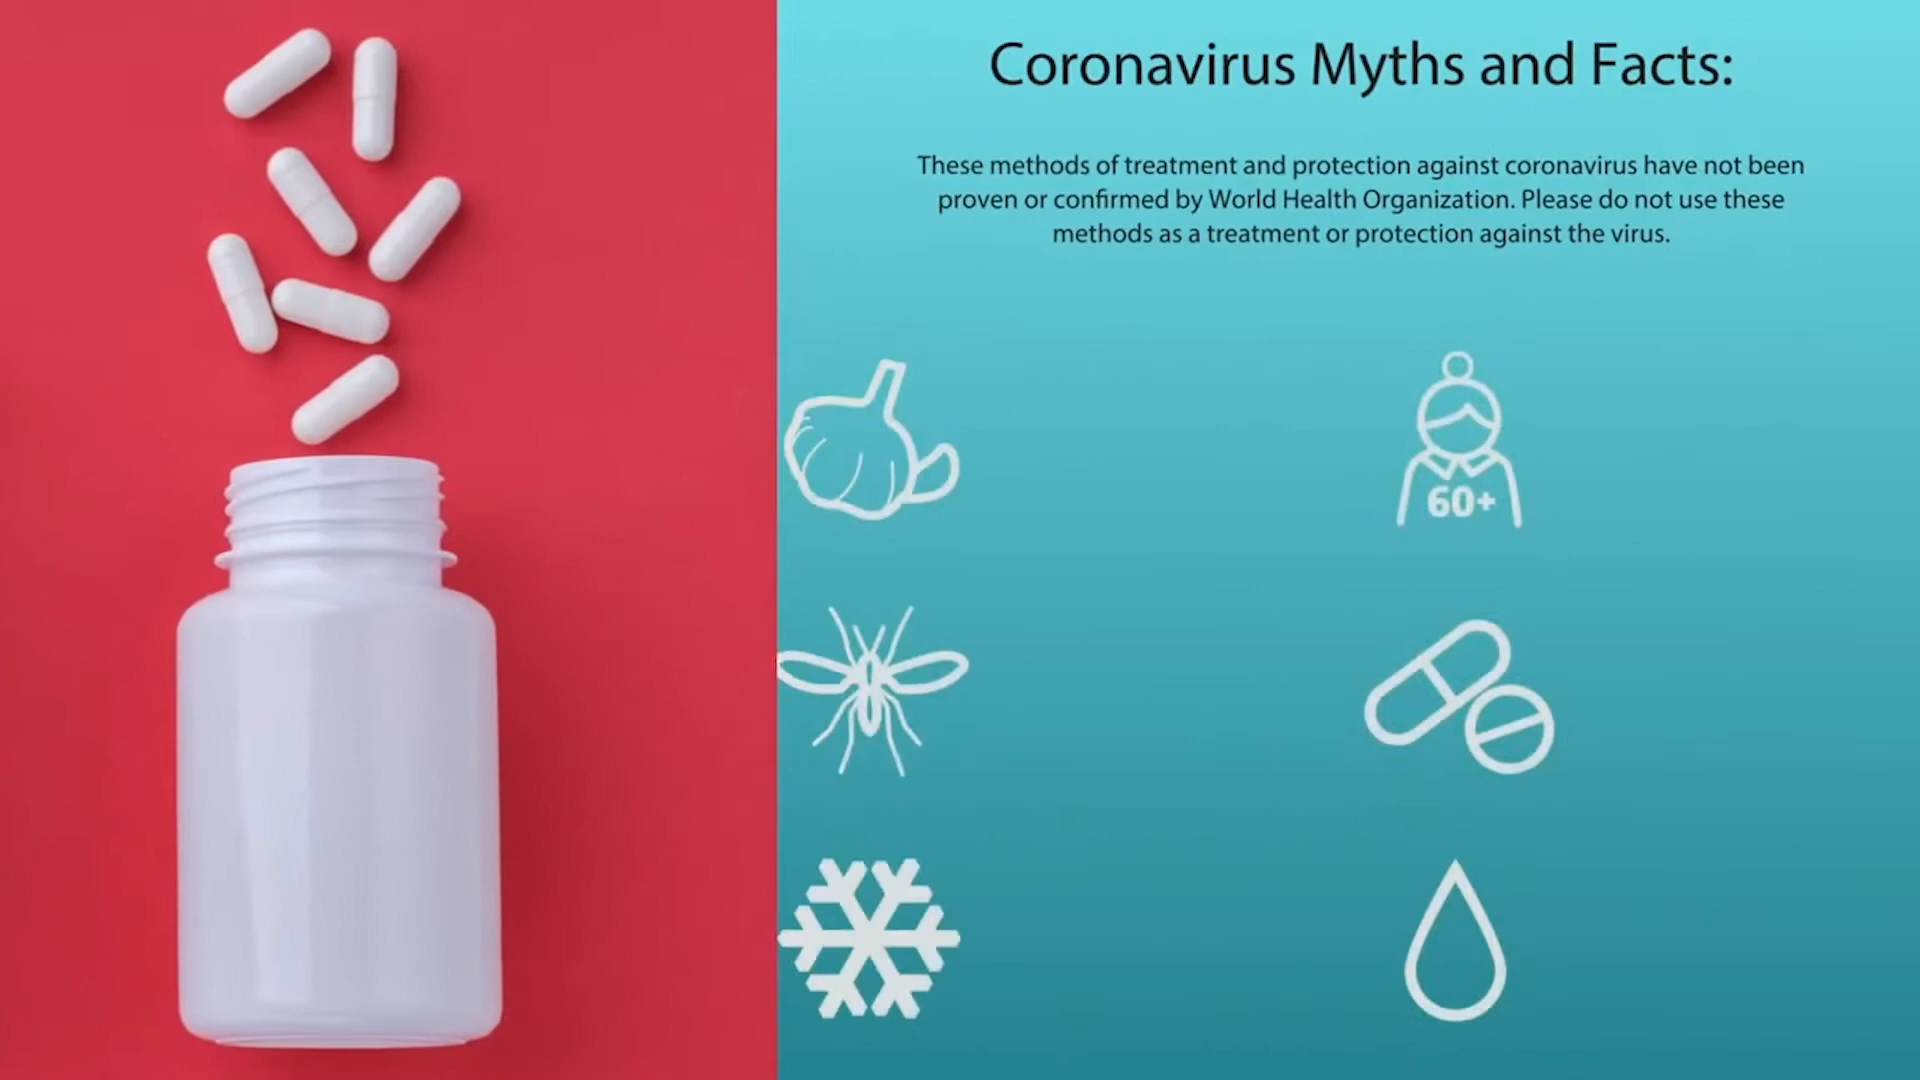 Coronavirus Myths and Facts:
These methods of treatment and protection against coronavirus have not been
proven or confirmed by World Health Organization. Please do not use these
methods as a treatment or protection against the virus.
60+